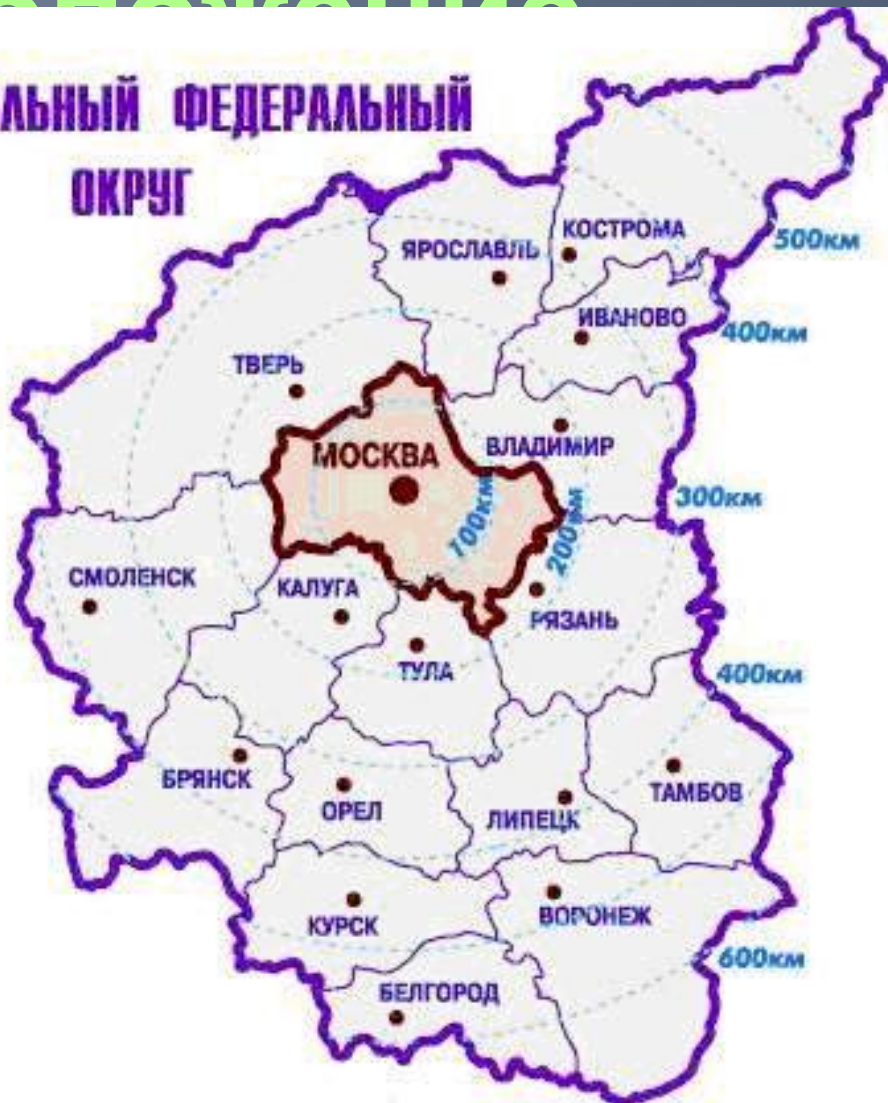 ЛЬНЫЙ ФЕДЕРАЛЬНЫЙ
ОКРУГ
КОСТРОМА
ЯРОСЛАВЛЬ
500км
ИВАНОВО
400км
ТВЕРЬ
ВЛАДИМИР
МОСКВА
300км
100км
200км
СМОЛЕНСК
КАЛУГА
РЯЗАНЬ
ТУЛА
400км
БРЯНСК
ОРЕЛ
ЛИПЕЦК
ТАМБОВ
КУРСК
ВОРОНЕЖ
600км
БЕЛГОРОД